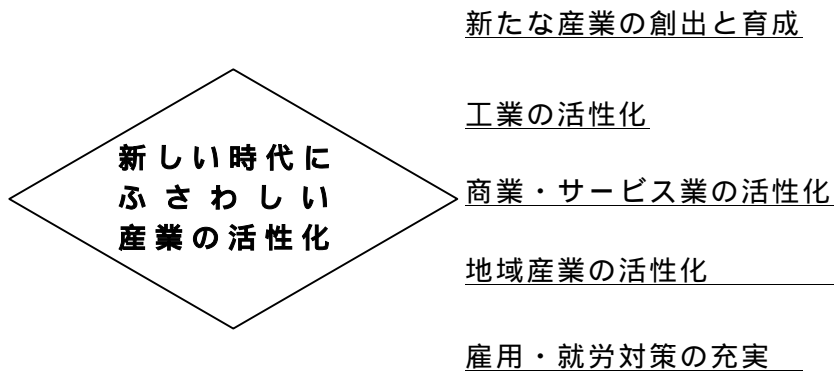 新しい時代に
ふさわしい
産業の活性化
新たな産業の創出と育成
工業の活性化
商業・サービス業の活性化
地域産業の活性化
雇用・就労対策の充実